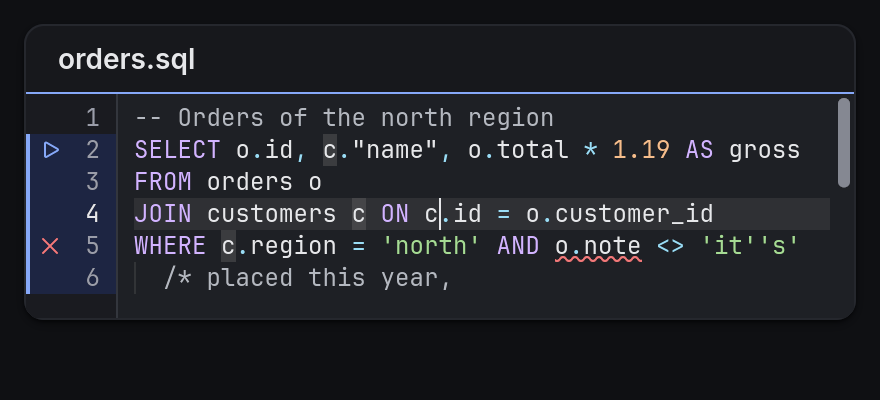 orders.sql
1 -- Orders of the north region
2 SELECT o.id, c."name", o.total * 1.19 AS gross
3 FROM orders o
4 JOIN customers c ON c.id = o.customer_id
5 WHERE c.region = 'north' AND o.note <> 'it''s'
6 /* placed this year,